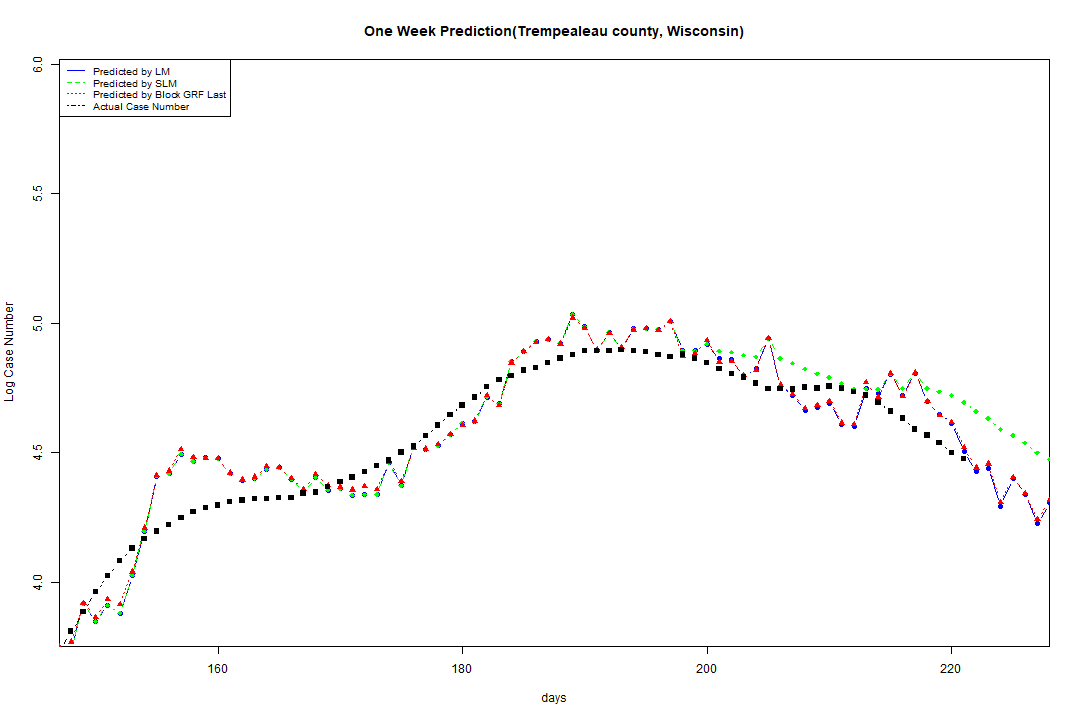 One Week Prediction(Trempealeau county, Wisconsin)
Predicted by LM
Predicted by SLM
Predicted by Block GRF Last
Actual Case Number
6.0
5.5
5.0
4.5
4.0
Log Case Number
160
180
200
220
days